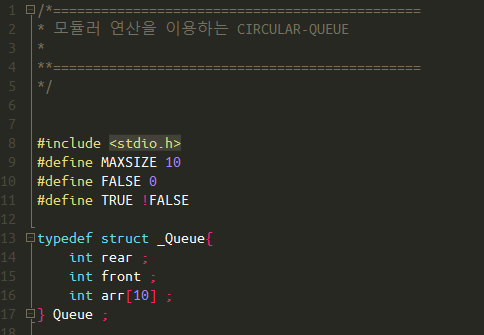 1 /*==============================================
2 * 모듈러 연산을 이용하는 CIRCULAR-QUEUE
3 *
4 **==============================================
5 */
6
7
8 #include <stdio.h>
9 #define MAXSIZE 10
10 #define FALSE 0
11 #define TRUE !FALSE
12
13 typedef struct _Queue{
14 int rear ;
15 int front ;
16 int arr[10] ;
17 } Queue ;
18